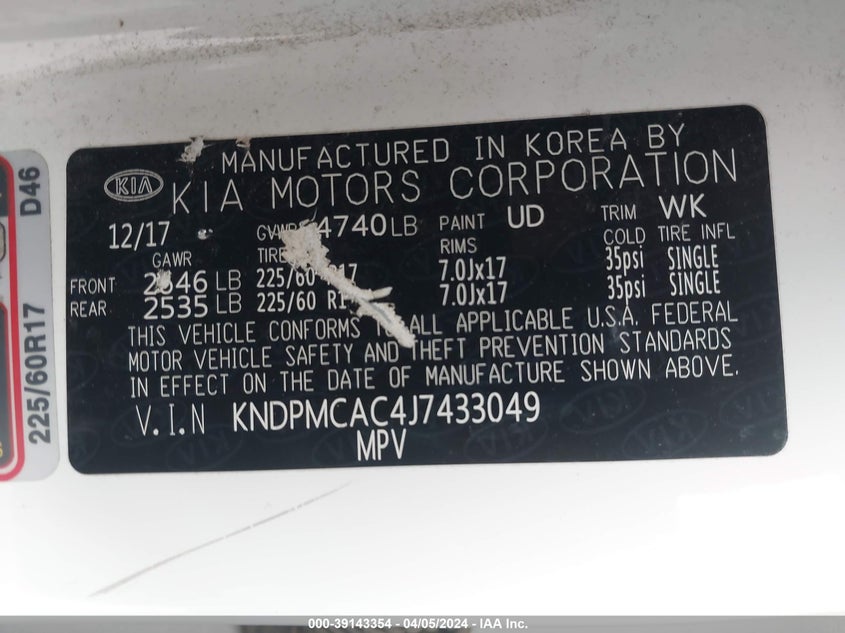 MANUFACTURED IN KOREA BY
KIA KIA MOTORS CORPORATION
12/17 4740LB PAINT UD TRIM WK
GAWR RIMS COLD TIRE INFL
FRONT LB 225/60 7.0Jx17 35psi SINGLE
REAR 2535 LB 225/60 7.0Jx17 35psi SINGLE
THIS VEHICLE CONFORMS TO ALL APPLICABLE U.S.A. FEDERAL
MOTOR VEHICLE SAFETY AND THEFT PREVENTION STANDARDS
IN EFFECT ON THE DATE OF MANUFACTURE SHOWN ABOVE.
V.I.N KNDPMCAC4J7433049
MPV
225/60R17 D46
000-39143354 - 04/05/2024 - IAA Inc.